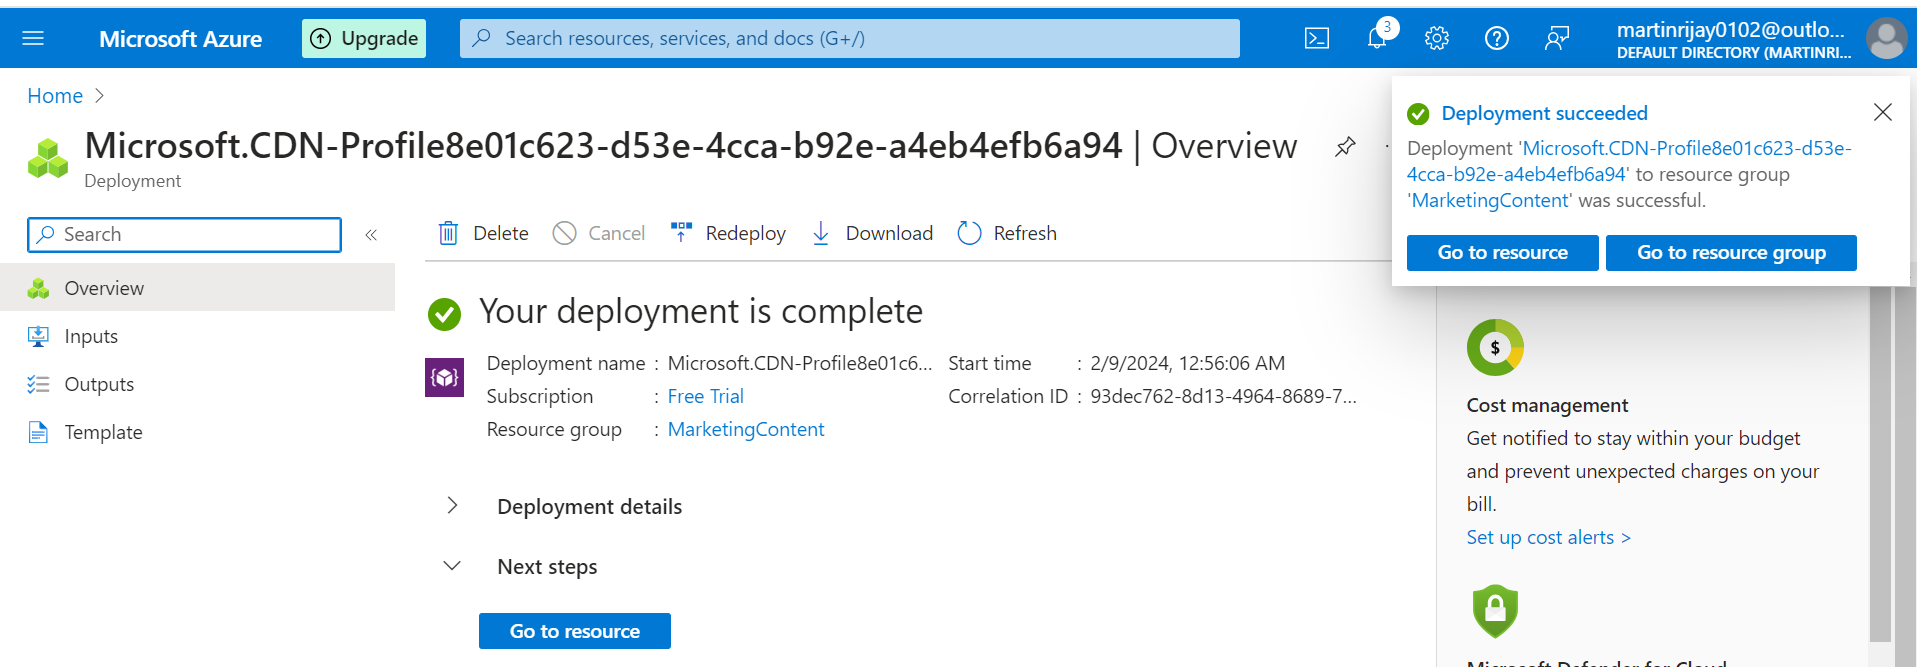 Microsoft Azure
Upgrade
Search resources, services, and docs (G+/)
3
martinrijay0102@outlo...
DEFAULT DIRECTORY (MARTINRI...
Home
Microsoft.CDN-Profile8e01c623-d53e-4cca-b92e-a4eb4efb6a94 | Overview
Deployment
Deployment succeeded
Deployment 'Microsoft.CDN-Profile8e01c623-d53e-
4cca-b92e-a4eb4efb6a94' to resource group
'MarketingContent' was successful.
Go to resource
Go to resource group
Search
Overview
Inputs
Outputs
Template
Delete
Cancel
Redeploy
Download
Refresh
Your deployment is complete
Deployment name : Microsoft.CDN-Profile8e01c6...
Subscription : Free Trial
Resource group : MarketingContent
Start time : 2/9/2024, 12:56:06 AM
Correlation ID : 93dec762-8d13-4964-8689-7...
Deployment details
Next steps
Go to resource
$
Cost management
Get notified to stay within your budget
and prevent unexpected charges on your
bill.
Set up cost alerts >
Microsoft Defender for Cloud